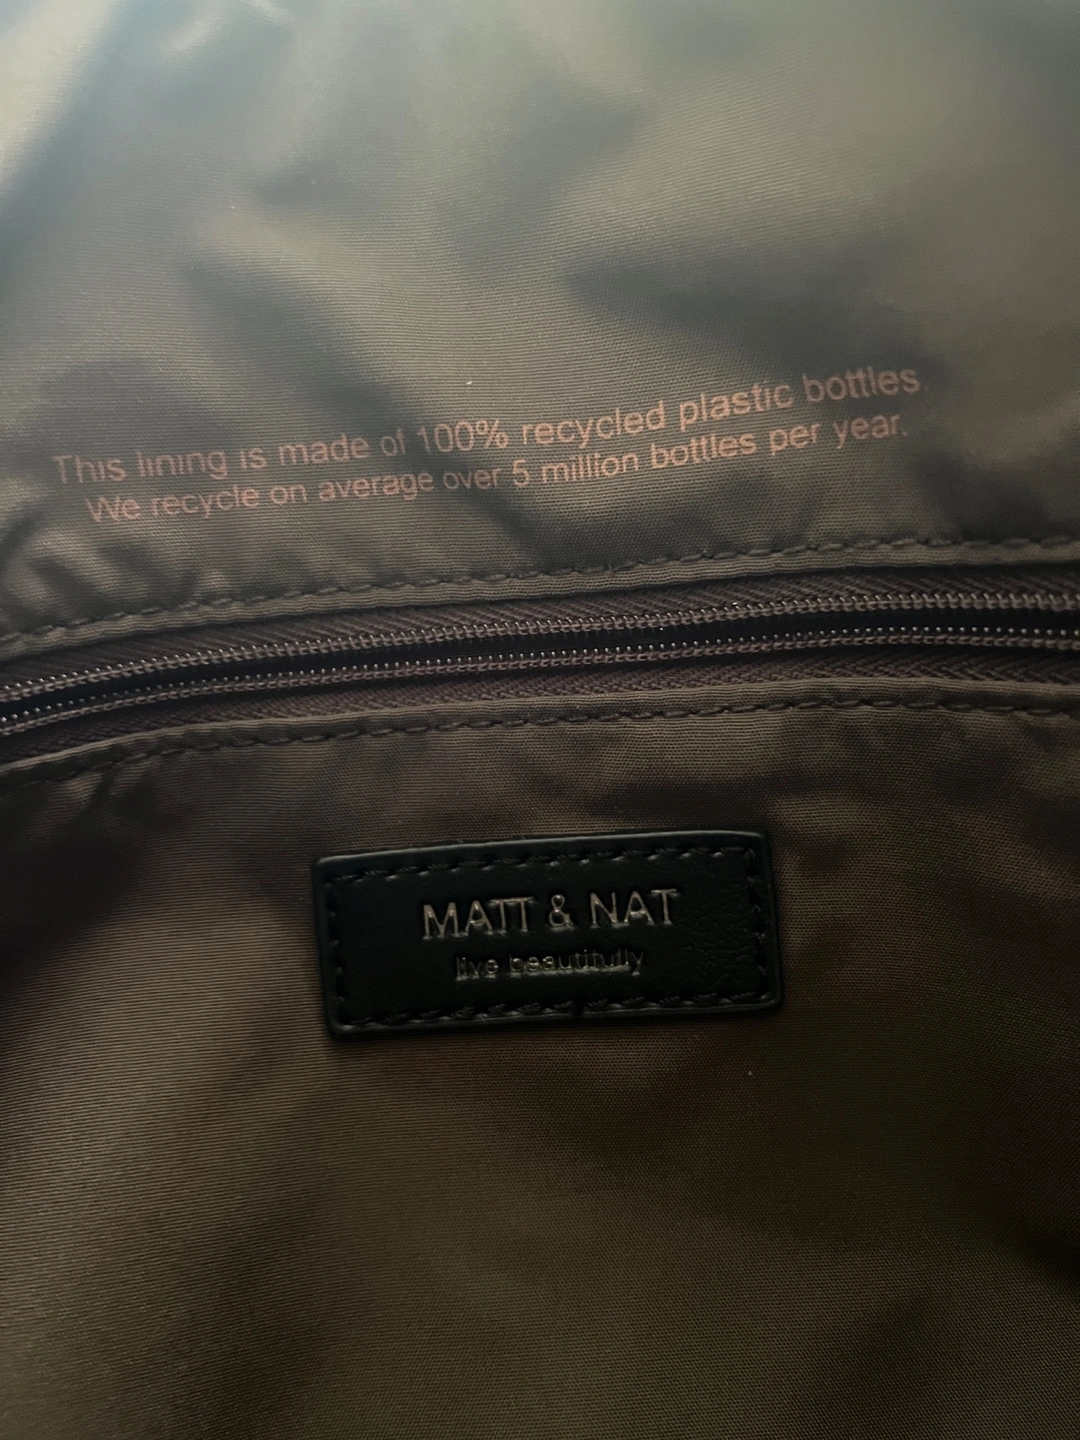 This lining is made of 100% recycled plastic bottles.
We recycle on average over 5 million bottles per year.
MATT & NAT
live beautifully